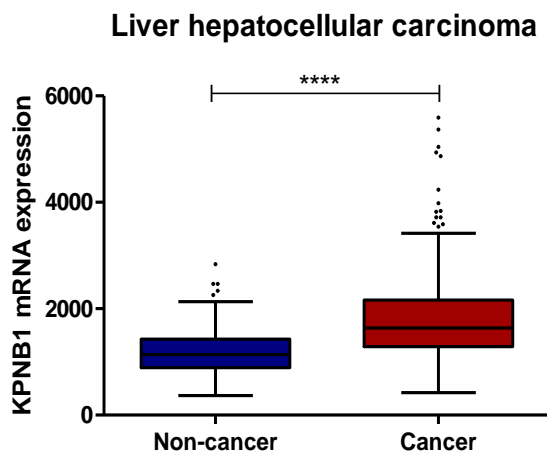 Liver hepatocellular carcinoma
****
KPNB1 mRNA expression
6000
4000
2000
0
Non-cancer
Cancer